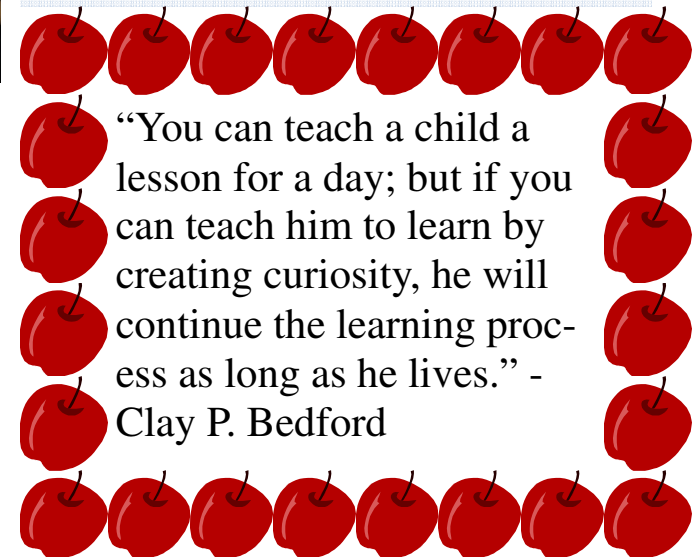 “You can teach a child a
lesson for a day; but if you
can teach him to learn by
creating curiosity, he will
continue the learning proc-
ess as long as he lives.” -
Clay P. Bedford